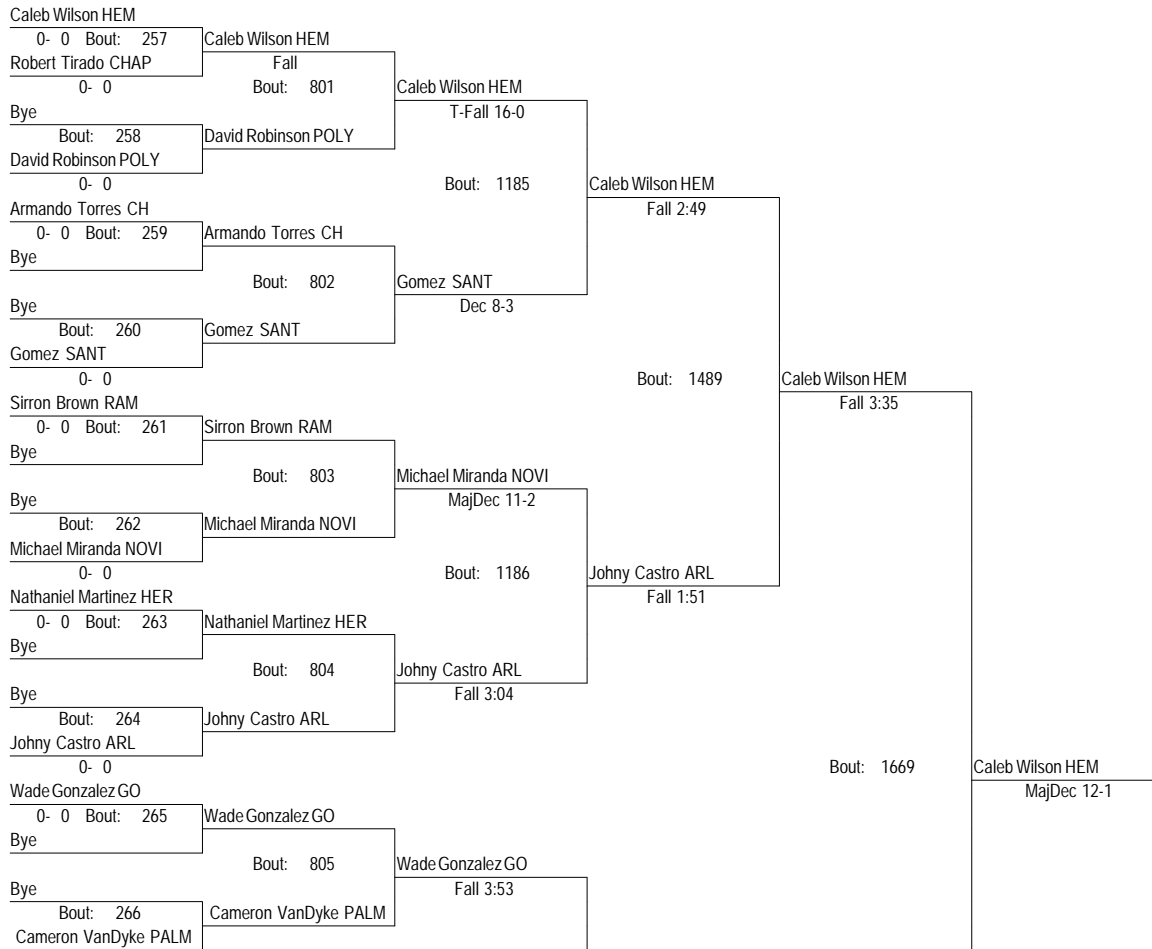 Caleb Wilson HEM
0- 0 Bout: 257 Caleb Wilson HEM
Robert Tirado CHAP Fall
0- 0 Bout: 801 Caleb Wilson HEM
Bye T-Fall 16-0
Bout: 258 David Robinson POLY
David Robinson POLY
0- 0 Bout: 1185 Caleb Wilson HEM
Armando Torres CH Fall 2:49
0- 0 Bout: 259 Armando Torres CH
Bye
Bout: 802 Gomez SANT
Bye Dec 8-3
Bout: 260 Gomez SANT
Gomez SANT
0- 0 Bout: 1489 Caleb Wilson HEM
Sirron Brown RAM Fall 3:35
0- 0 Bout: 261 Sirron Brown RAM
Bye
Bout: 803 Michael Miranda NOVI
Bye MajDec 11-2
Bout: 262 Michael Miranda NOVI
Michael Miranda NOVI
0- 0 Bout: 1186 Johny Castro ARL
Nathaniel Martinez HER Fall 1:51
0- 0 Bout: 263 Nathaniel Martinez HER
Bye
Bout: 804 Johny Castro ARL
Bye Fall 3:04
Bout: 264 Johny Castro ARL
Johny Castro ARL
0- 0 Bout: 1669 Caleb Wilson HEM
Wade Gonzalez GO MajDec 12-1
0- 0 Bout: 265 Wade Gonzalez GO
Bye
Bout: 805 Wade Gonzalez GO
Bye Fall 3:53
Bout: 266 Cameron VanDyke PALM
Cameron VanDyke PALM